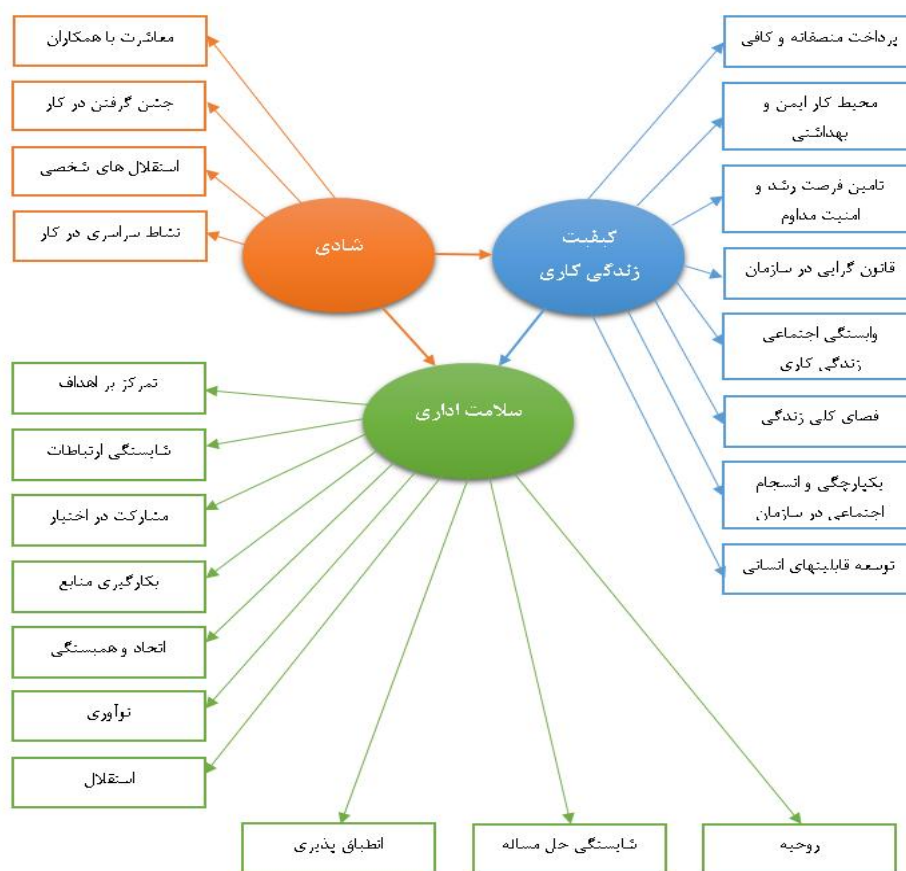 معاشرت با همکاران
جشن گرفتن در کار
استقلال های شخصی
نشاط سراسری در کار
شادی
پرداخت منصفانه و کافی
محیط کار ایمن و
بهداشتی
تامین فرصت رشد و
امنیت مداوم
قانون گرایی در سازمان
وابستگی اجتماعی
زندگی کاری
فضای کلی زندگی
یکپارچگی و انسجام
اجتماعی در سازمان
توسعه قابلیتهای انسانی
کیفیت
زندگی کاری
سلامت اداری
تمرکز بر اهداف
شایستگی ارتباطات
مشارکت در اختیار
بکارگیری منابع
اتحاد و همبستگی
نوآوری
استقلال
انطباق پذیری
شایستگی حل مساله
روحیه